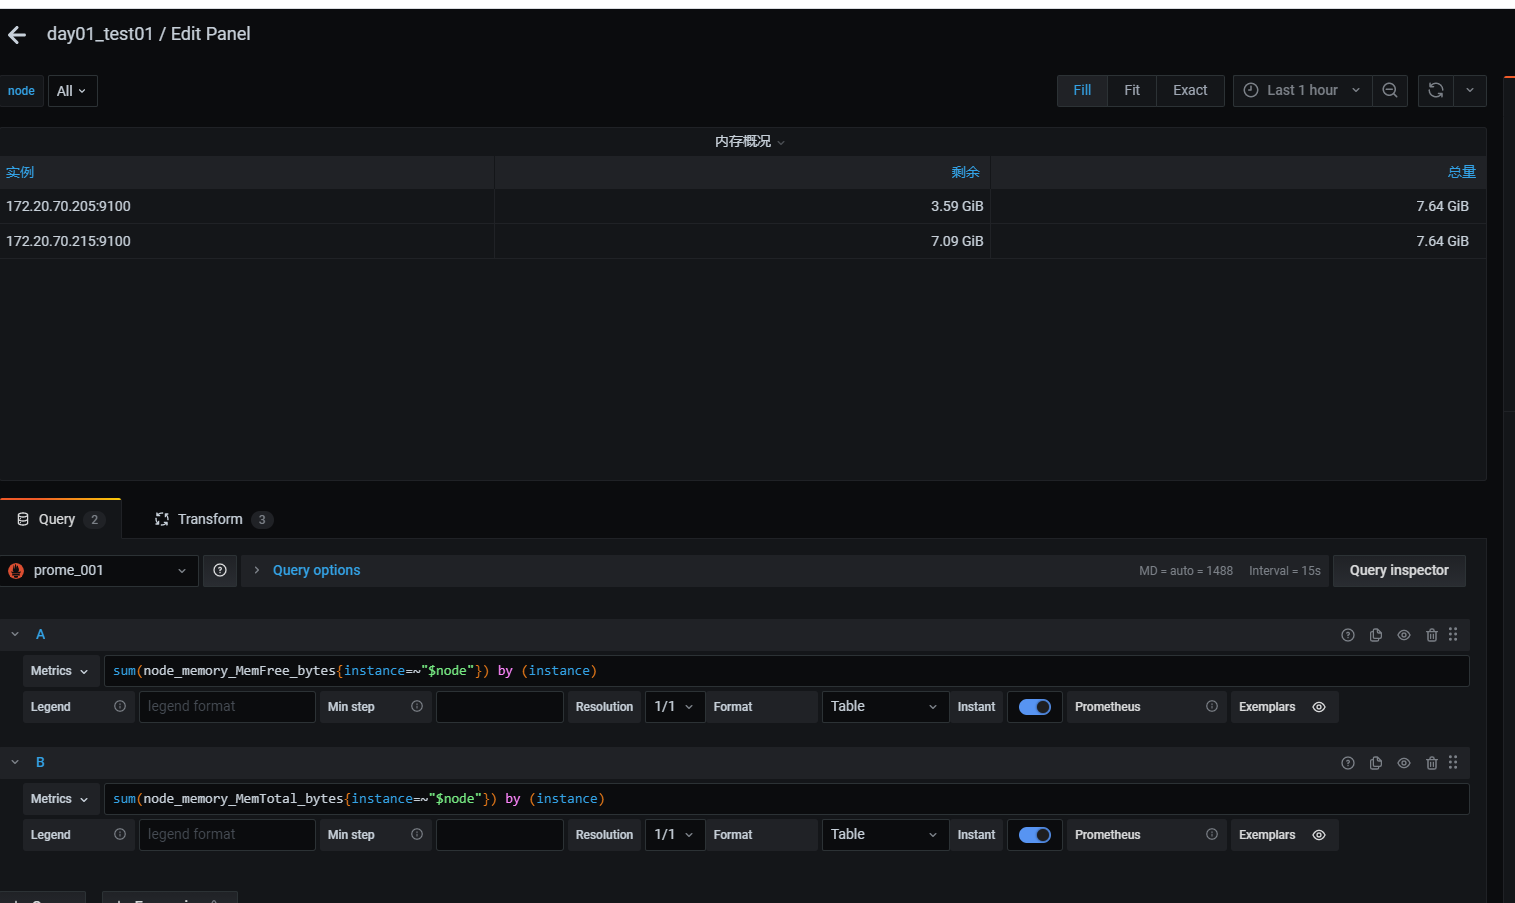 day01_test01 / Edit Panel
node All Fill Fit Exact Last 1 hour
内存概况
实例 剩余 总量
172.20.70.205:9100 3.59 GiB 7.64 GiB
172.20.70.215:9100 7.09 GiB 7.64 GiB
Query 2 Transform 3
prome_001 Query options MD = auto = 1488 Interval = 15s Query inspector
A
Metrics sum(node_memory_MemFree_bytes{instance=~"$node"}) by (instance)
Legend legend format Min step Resolution 1/1 Format Table Instant Prometheus Exemplars
B
Metrics sum(node_memory_MemTotal_bytes{instance=~"$node"}) by (instance)
Legend legend format Min step Resolution 1/1 Format Table Instant Prometheus Exemplars